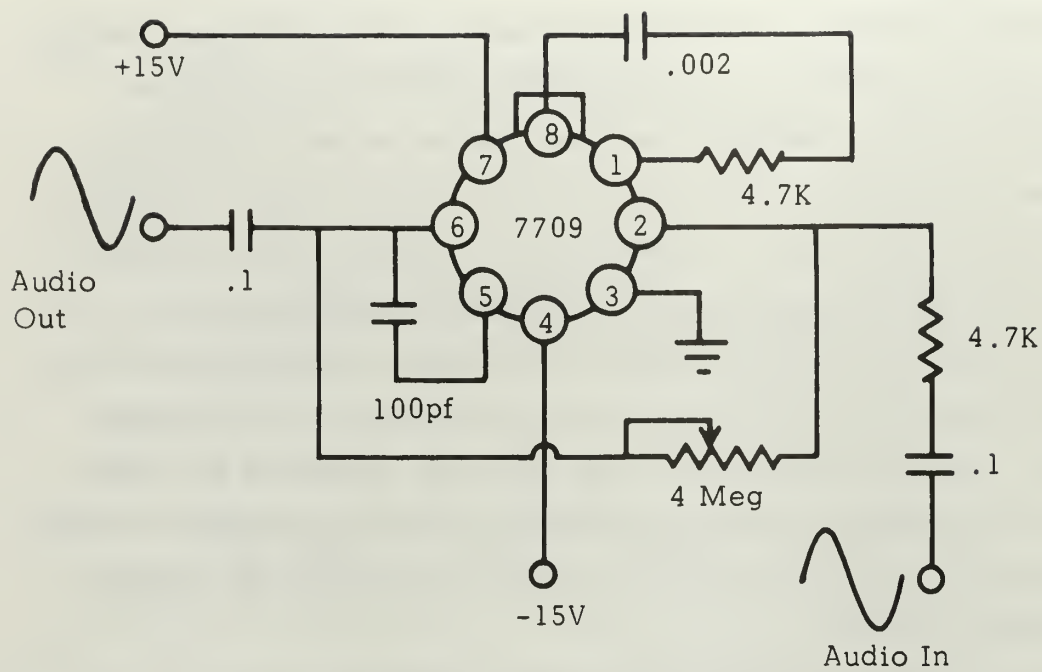 +15V
.002
8
7
1
4.7K
6
7709
2
.1
Audio
Out
5
3
4
4.7K
100pf
4 Meg
.1
-15V
Audio In